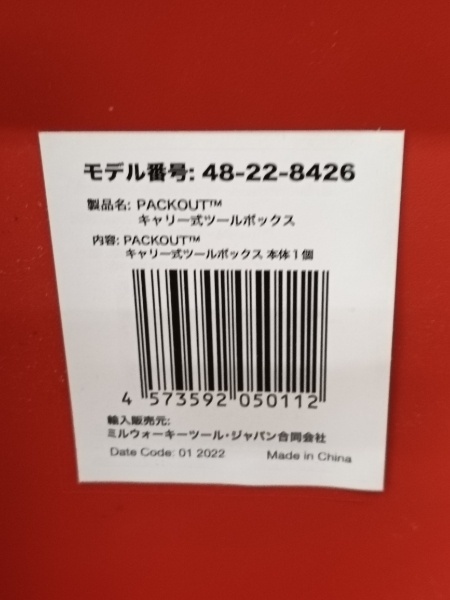 モデル番号: 48-22-8426
製品名: PACKOUT™
キャリー式ツールボックス
内容: PACKOUT™
キャリー式ツールボックス 本体1個
4 573592 050112
輸入販売元:
ミルウォーキーツール・ジャパン合同会社
Date Code: 01 2022 Made in China